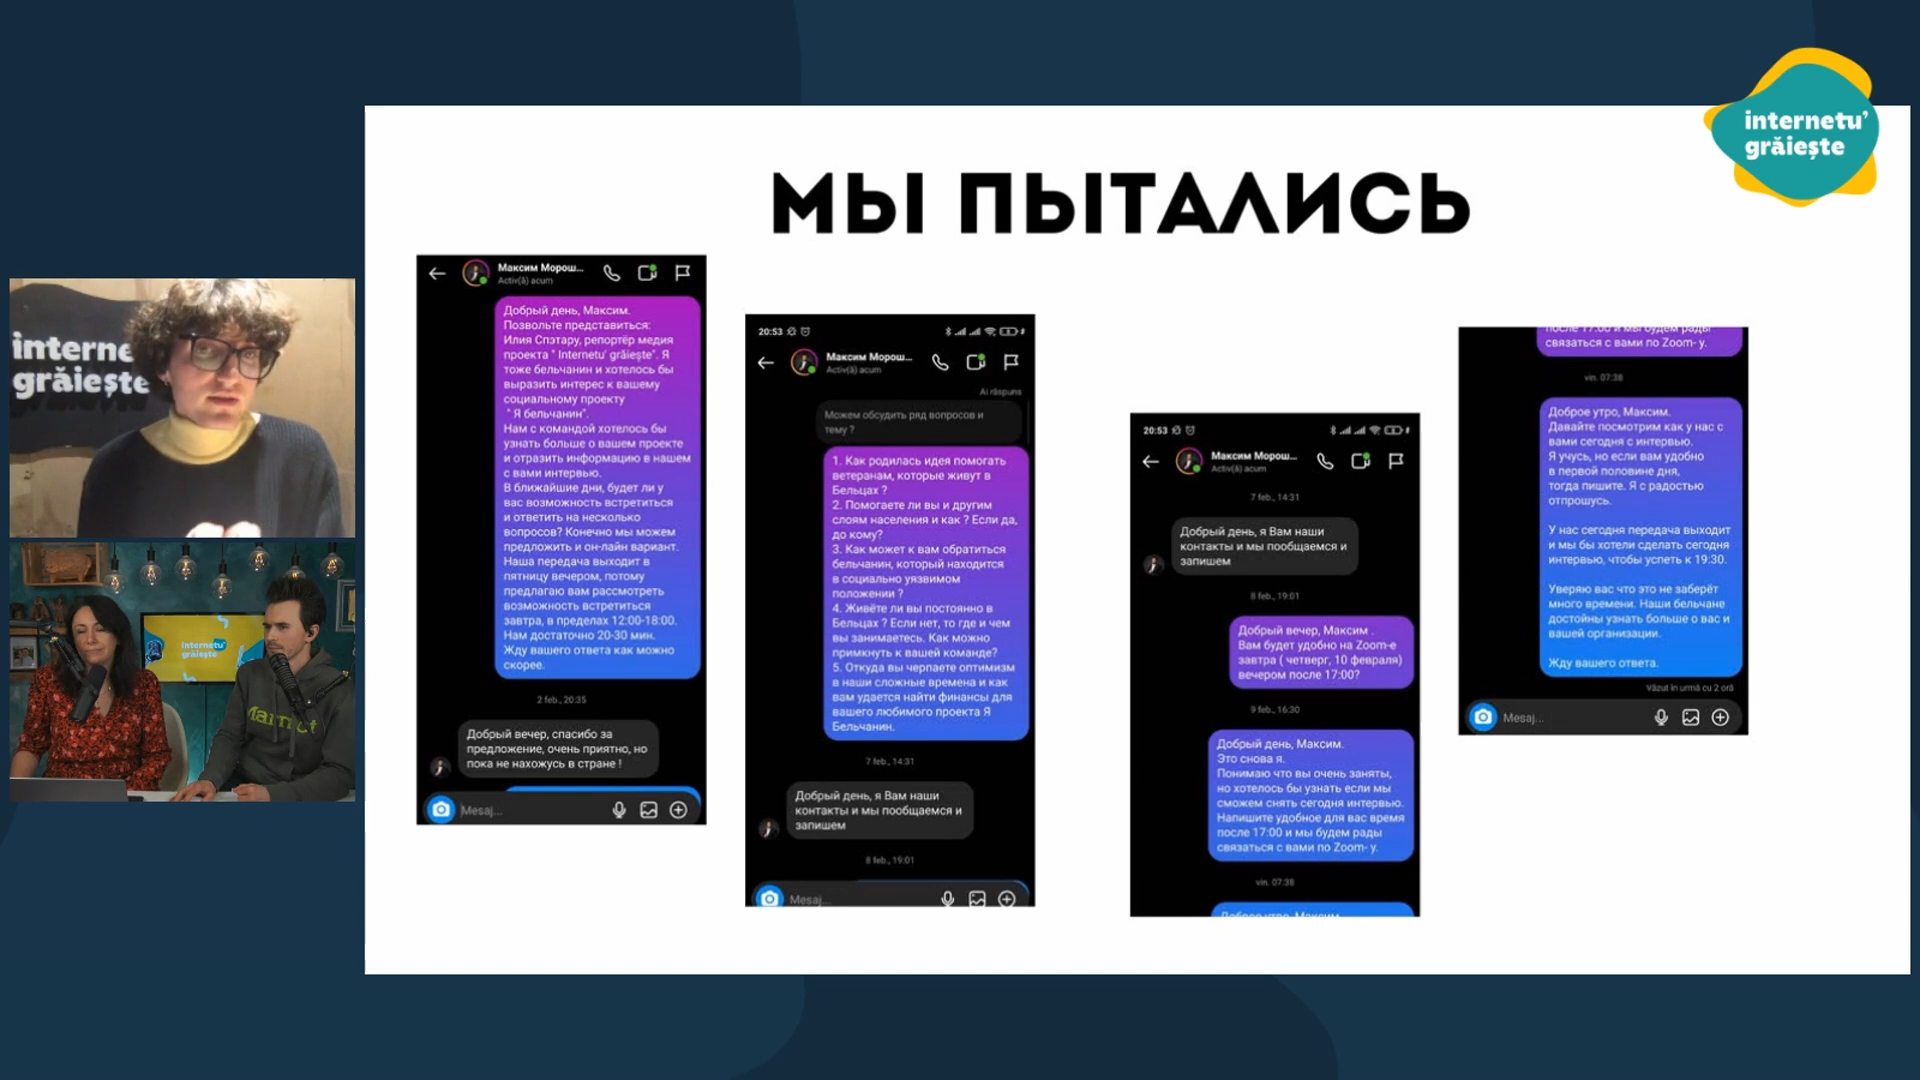 internetu'
grăiește
МЫ ПЫТАЛИСЬ
Максим Морош...
Activ(ă) acum
Добрый день, Максим.
Позвольте представиться:
Илия Спэтару, репортёр медия
проекта " Internetu' grăiește". Я
тоже бельчанин и хотелось бы
выразить интерес к вашему
социальному проекту
" Я бельчанин".
Нам с командой хотелось бы
узнать больше о вашем проекте
и отразить информацию в нашем
с вами интервью.
В ближайшие дни, будет ли у
вас возможность встретиться
и ответить на несколько
вопросов? Конечно мы можем
предложить и он-лайн вариант.
Наша передача выходит в
пятницу вечером, потому
предлагаю вам рассмотреть
возможность встретиться
завтра, в пределах 12:00-18:00.
Нам достаточно 20-30 мин.
Жду вашего ответа как можно
скорее.
2 feb., 20:35
Добрый вечер, спасибо за
предложение, очень приятно, но
пока не нахожусь в стране !
Mesaj...
20:53
Максим Морош...
Activ(ă) acum
Ai răspuns
Можем обсудить ряд вопросов и
тему ?
1. Как родилась идея помогать
ветеранам, которые живут в
Бельцах ?
2. Помогаете ли вы и другим
слоям населения и как ? Если да,
до кому?
3. Как может к вам обратиться
бельчанин, который находится
в социально уязвимом
положении ?
4. Живёте ли вы постоянно в
Бельцах ? Если нет, то где и чем
вы занимаетесь. Как можно
примкнуть к вашей команде?
5. Откуда вы черпаете оптимизм
в наши сложные времена и как
вам удается найти финансы для
вашего любимого проекта Я
Бельчанин.
7 feb., 14:31
Добрый день, я Вам наши
контакты и мы пообщаемся и
запишем
8 feb., 19:01
Mesaj...
20:53
Максим Морош...
Activ(ă) acum
7 feb., 14:31
Добрый день, я Вам наши
контакты и мы пообщаемся и
запишем
8 feb., 19:01
Добрый вечер, Максим .
Вам будет удобно на Zoom-е
завтра ( четверг, 10 февраля)
вечером после 17:00?
9 feb., 16:30
Добрый день, Максим.
Это снова я.
Понимаю что вы очень заняты,
но хотелось бы узнать если мы
сможем снять сегодня интервью.
Напишите удобное для вас время
после 17:00 и мы будем рады
связаться с вами по Zoom- у.
vin. 07:38
Доброе утро, Максим.
после 17:00 и мы будем рады
связаться с вами по Zoom- у.
vin. 07:38
Доброе утро, Максим.
Давайте посмотрим как у нас с
вами сегодня с интервью.
Я учусь, но если вам удобно
в первой половине дня,
тогда пишите. Я с радостью
отпрошусь.
У нас сегодня передача выходит
и мы бы хотели сделать сегодня
интервью, чтобы успеть к 19:30.
Уверяю вас что это не заберёт
много времени. Наши бельчане
достойны узнать больше о вас и
вашей организации.
Жду вашего ответа.
Văzut în urmă cu 2 oră
Mesaj...
interne
grăiește
internetu'
grăiește